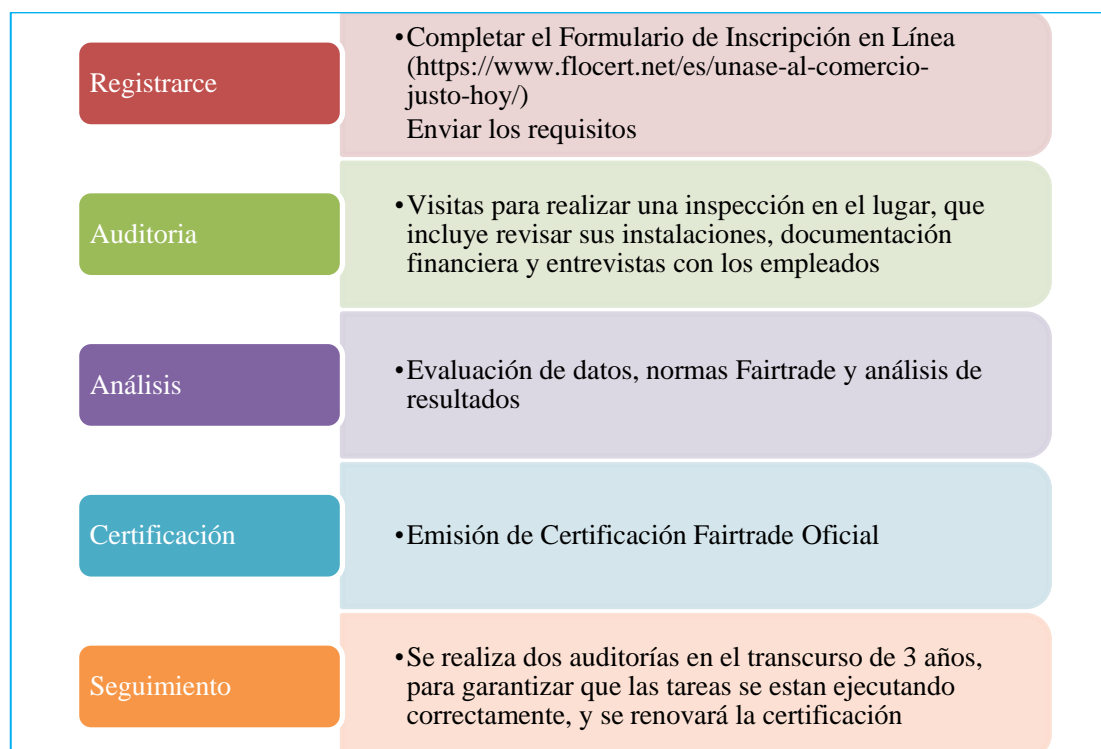 Registrarce
•Completar el Formulario de Inscripción en Línea
(https://www.flocert.net/es/unase-al-comercio-
justo-hoy/)
Enviar los requisitos
Auditoria
•Visitas para realizar una inspección en el lugar, que
incluye revisar sus instalaciones, documentación
financiera y entrevistas con los empleados
Análisis
•Evaluación de datos, normas Fairtrade y análisis de
resultados
Certificación
•Emisión de Certificación Fairtrade Oficial
Seguimiento
•Se realiza dos auditorías en el transcurso de 3 años,
para garantizar que las tareas se estan ejecutando
correctamente, y se renovará la certificación